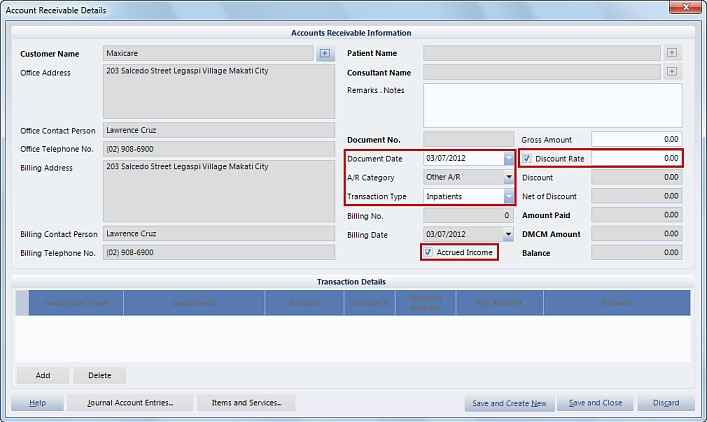 Account Receivable Details
Accounts Receivable Information
Customer Name Maxicare
Office Address 203 Salcedo Street Legaspi Village Makati City
Office Contact Person Lawrence Cruz
Office Telephone No. (02) 908-6900
Billing Address 203 Salcedo Street Legaspi Village Makati City
Billing Contact Person Lawrence Cruz
Billing Telephone No. (02) 908-6900
Patient Name
Consultant Name
Remarks . Notes
Document No.
Document Date 03/07/2012
A/R Category Other A/R
Transaction Type Inpatients
Billing No. 0
Billing Date 03/07/2012
Accrued Income
Gross Amount 0.00
Discount Rate 0.00
Discount 0.00
Net of Discount 0.00
Amount Paid 0.00
DMCM Amount 0.00
Balance 0.00
Transaction Details
Transaction Types Department Amount Discount % Discount Amount Net Amount Remarks
Add Delete
Help Journal Account Entries... Items and Services... Save and Create New Save and Close Discard